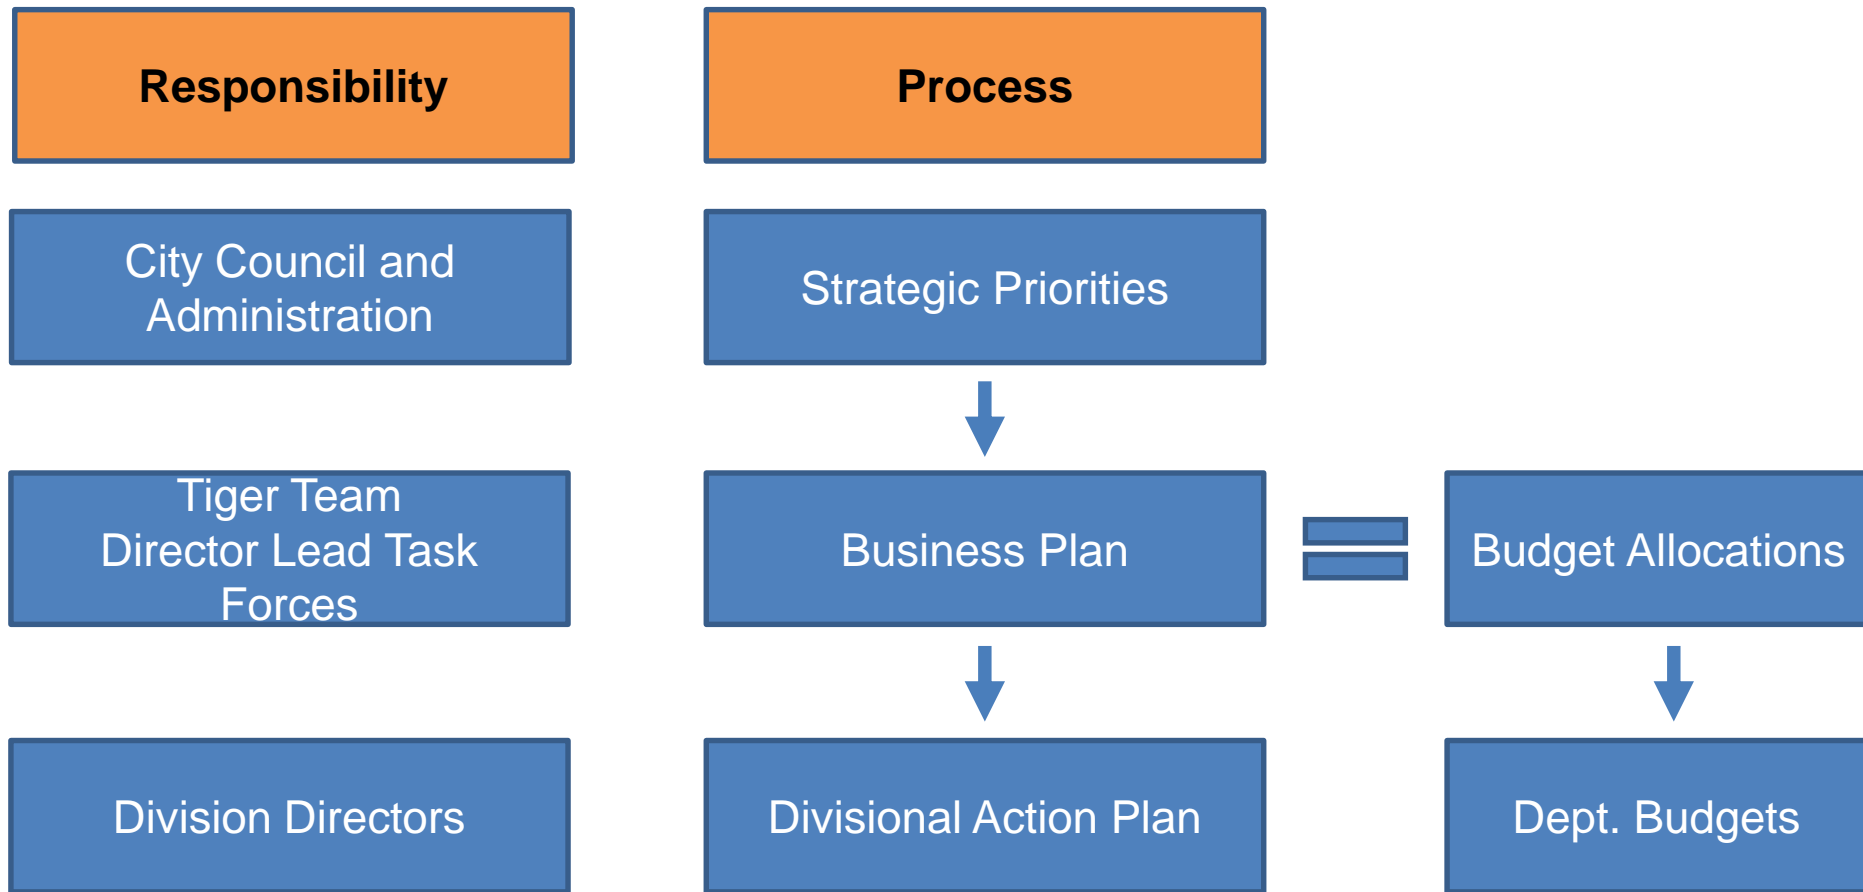 Responsibility
Process
City Council and
Administration
Strategic Priorities
Tiger Team
Director Lead Task
Forces
Business Plan
Budget Allocations
Division Directors
Divisional Action Plan
Dept. Budgets